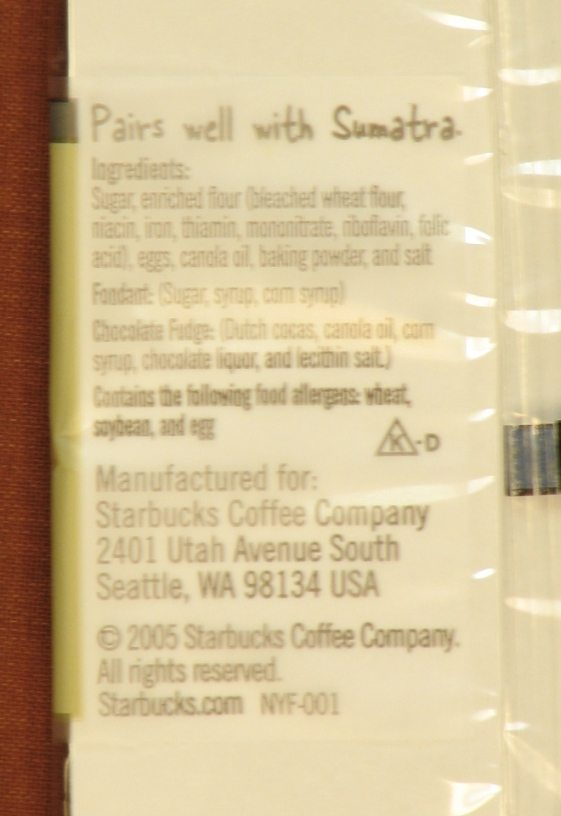 Pairs well with Sumatra.
Ingredients:
Sugar, enriched flour (bleached wheat flour,
niacin, iron, thiamin, mononitrate, riboflavin, folic
acid), eggs, canola oil, baking powder, and salt
Fondant: (Sugar, syrup, corn syrup)
Chocolate Fudge: (Dutch cocas, canola oil, corn
syrup, chocolate liquor, and lecithin salt.)
Contains the following food allergens: wheat,
soybean, and egg
K-D
Manufactured for:
Starbucks Coffee Company
2401 Utah Avenue South
Seattle, WA 98134 USA
© 2005 Starbucks Coffee Company.
All rights reserved.
Starbucks.com NYF-001